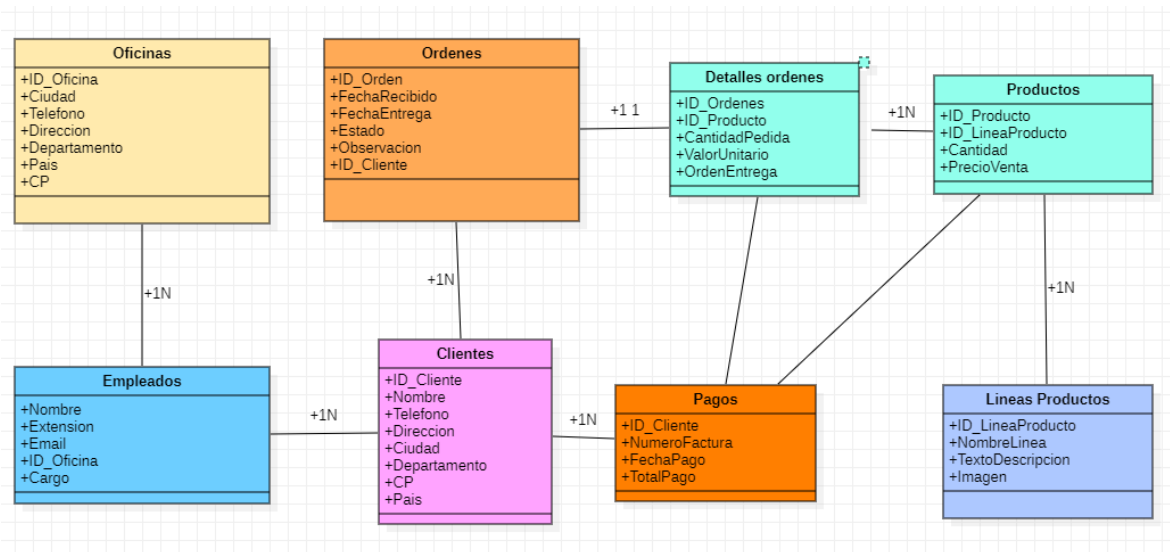 Oficinas
+ID_Oficina
+Ciudad
+Telefono
+Direccion
+Departamento
+Pais
+CP
Ordenes
+ID_Orden
+FechaRecibido
+FechaEntrega
+Estado
+Observacion
+ID_Cliente
+1 1
Detalles ordenes
+ID_Ordenes
+ID_Producto
+CantidadPedida
+ValorUnitario
+OrdenEntrega
+1N
Productos
+ID_Producto
+ID_LineaProducto
+Cantidad
+PrecioVenta
+1N
+1N
+1N
Empleados
+Nombre
+Extension
+Email
+ID_Oficina
+Cargo
+1N
Clientes
+ID_Cliente
+Nombre
+Telefono
+Direccion
+Ciudad
+Departamento
+CP
+Pais
+1N
Pagos
+ID_Cliente
+NumeroFactura
+FechaPago
+TotalPago
Lineas Productos
+ID_LineaProducto
+NombreLinea
+TextoDescripcion
+Imagen